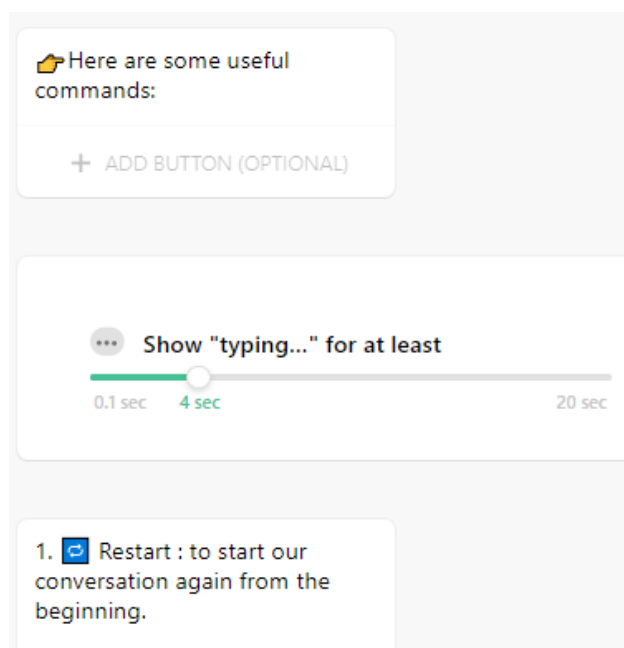 👉Here are some useful
commands:
+ ADD BUTTON (OPTIONAL)
Show "typing..." for at least
0.1 sec 4 sec 20 sec
1. 🔁 Restart : to start our
conversation again from the
beginning.